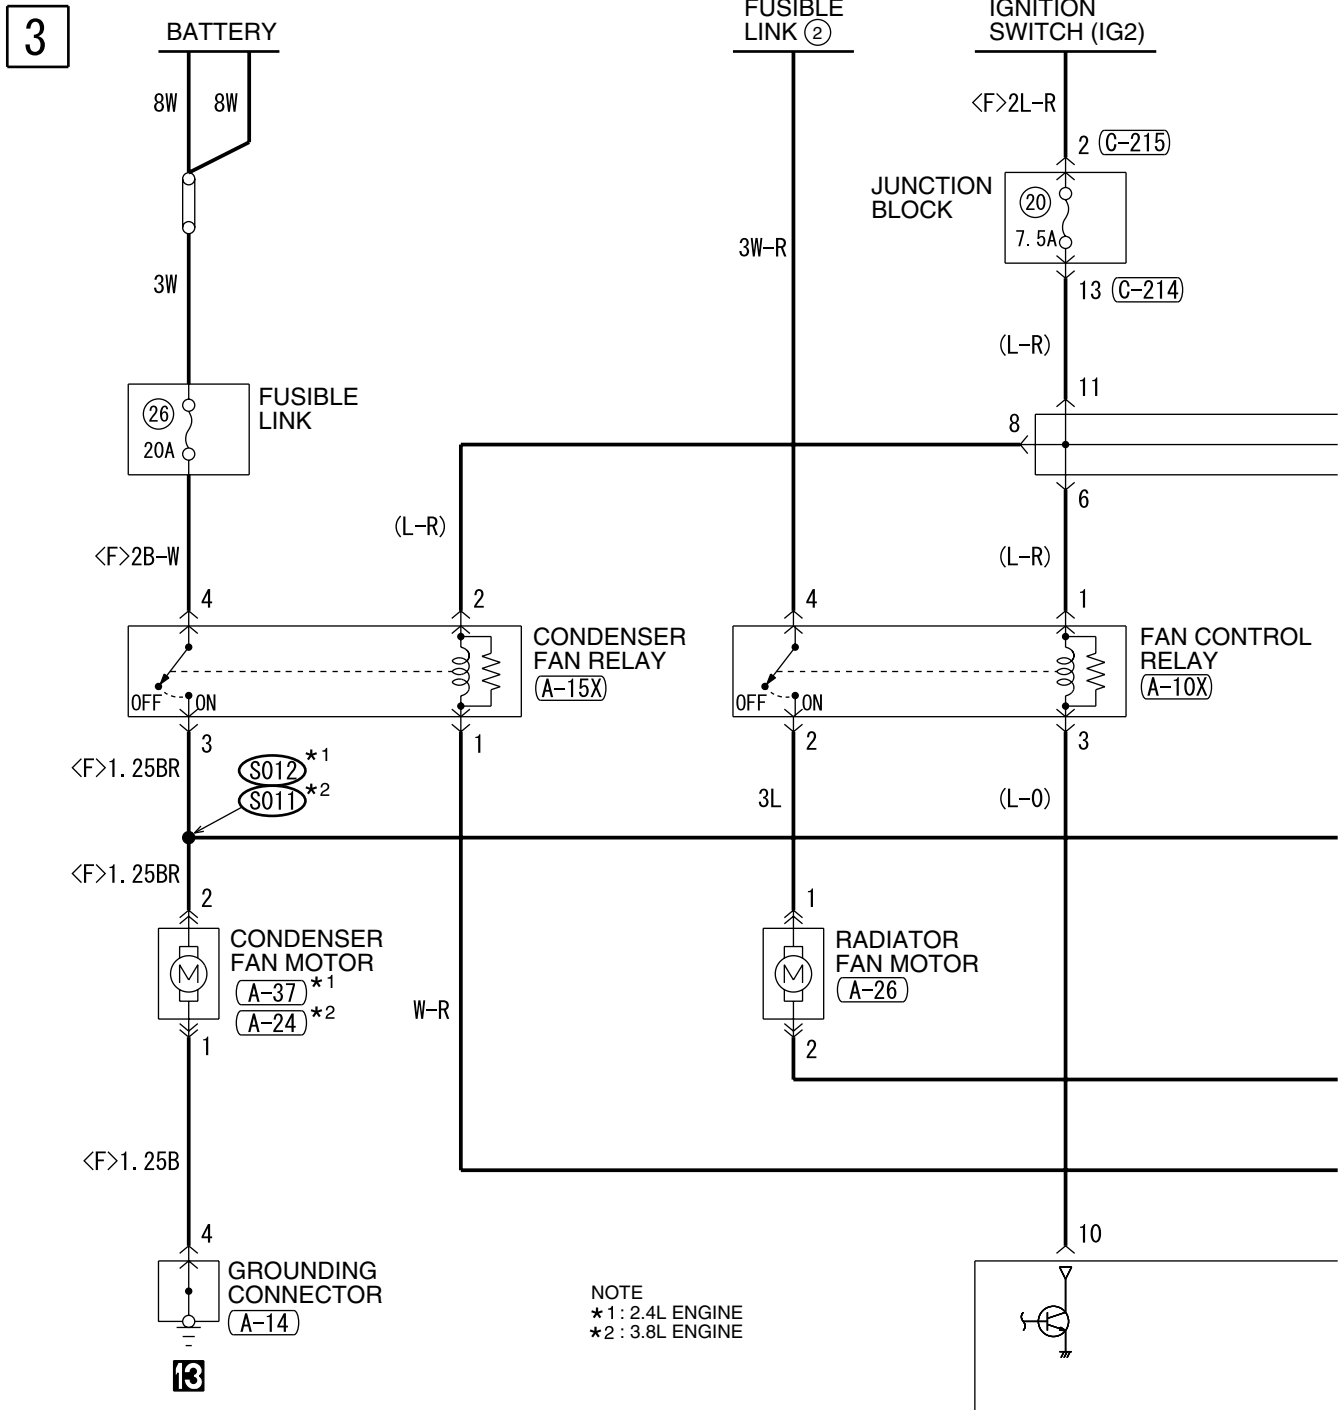 3
BATTERY
FUSIBLE
LINK ②
IGNITION
SWITCH (IG2)
8W
8W
<F>2L-R
2
C-215
JUNCTION
BLOCK
20
7.5A
3W-R
3W
13
C-214
(L-R)
11
26
20A
FUSIBLE
LINK
8
6
(L-R)
<F>2B-W
(L-R)
4
2
4
1
CONDENSER
FAN RELAY
A-15X
FAN CONTROL
RELAY
A-10X
OFF
ON
OFF
ON
3
1
2
3
<F>1.25BR
S012 *1
S011 *2
3L
(L-O)
<F>1.25BR
2
1
M
CONDENSER
FAN MOTOR
A-37 *1
A-24 *2
M
RADIATOR
FAN MOTOR
A-26
W-R
1
2
<F>1.25B
4
10
GROUNDING
CONNECTOR
A-14
13
NOTE
*1 : 2.4L ENGINE
*2 : 3.8L ENGINE